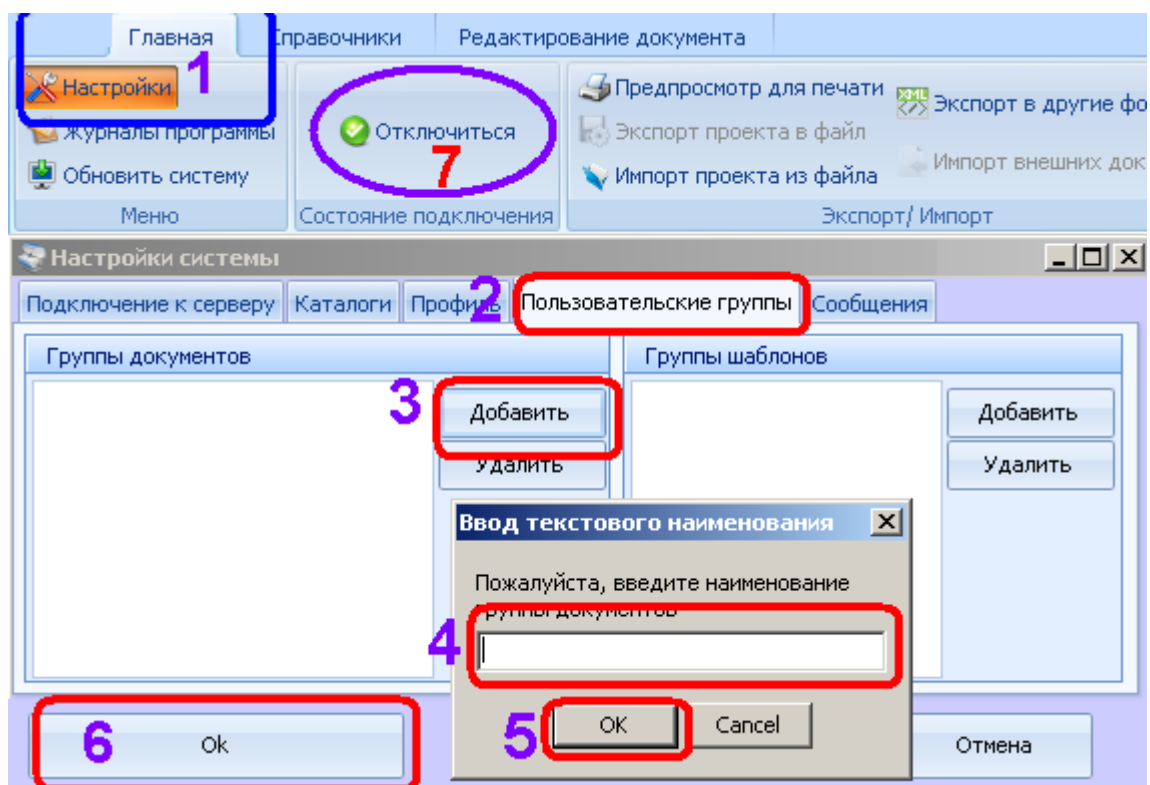 Главная Справочники Редактирование документа
1
Настройки
Журналы программы
Обновить систему
Меню
Отключиться
7
Состояние подключения
Предпросмотр для печати
Экспорт проекта в файл
Импорт проекта из файла
Экспорт в другие фо
Импорт внешних док
Экспорт/ Импорт
Настройки системы
2
Подключение к серверу Каталоги Профиль Пользовательские группы Сообщения
Группы документов Группы шаблонов
3
Добавить Добавить
Удалить Удалить
Ввод текстового наименования
Пожалуйста, введите наименование
группы документов
4
5
OK Cancel
6
Ok Отмена